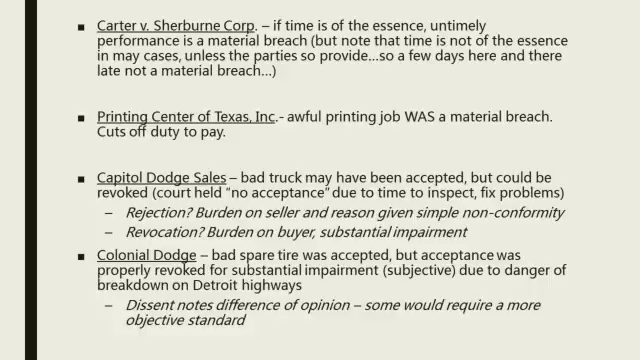 Carter v. Sherburne Corp. – if time is of the essence, untimely
performance is a material breach (but note that time is not of the essence
in may cases, unless the parties so provide...so a few days here and there
late not a material breach...)
Printing Center of Texas, Inc.- awful printing job WAS a material breach.
Cuts off duty to pay.
Capitol Dodge Sales – bad truck may have been accepted, but could be
revoked (court held “no acceptance” due to time to inspect, fix problems)
– Rejection? Burden on seller and reason given simple non-conformity
– Revocation? Burden on buyer, substantial impairment
Colonial Dodge – bad spare tire was accepted, but acceptance was
properly revoked for substantial impairment (subjective) due to danger of
breakdown on Detroit highways
– Dissent notes difference of opinion – some would require a more
objective standard